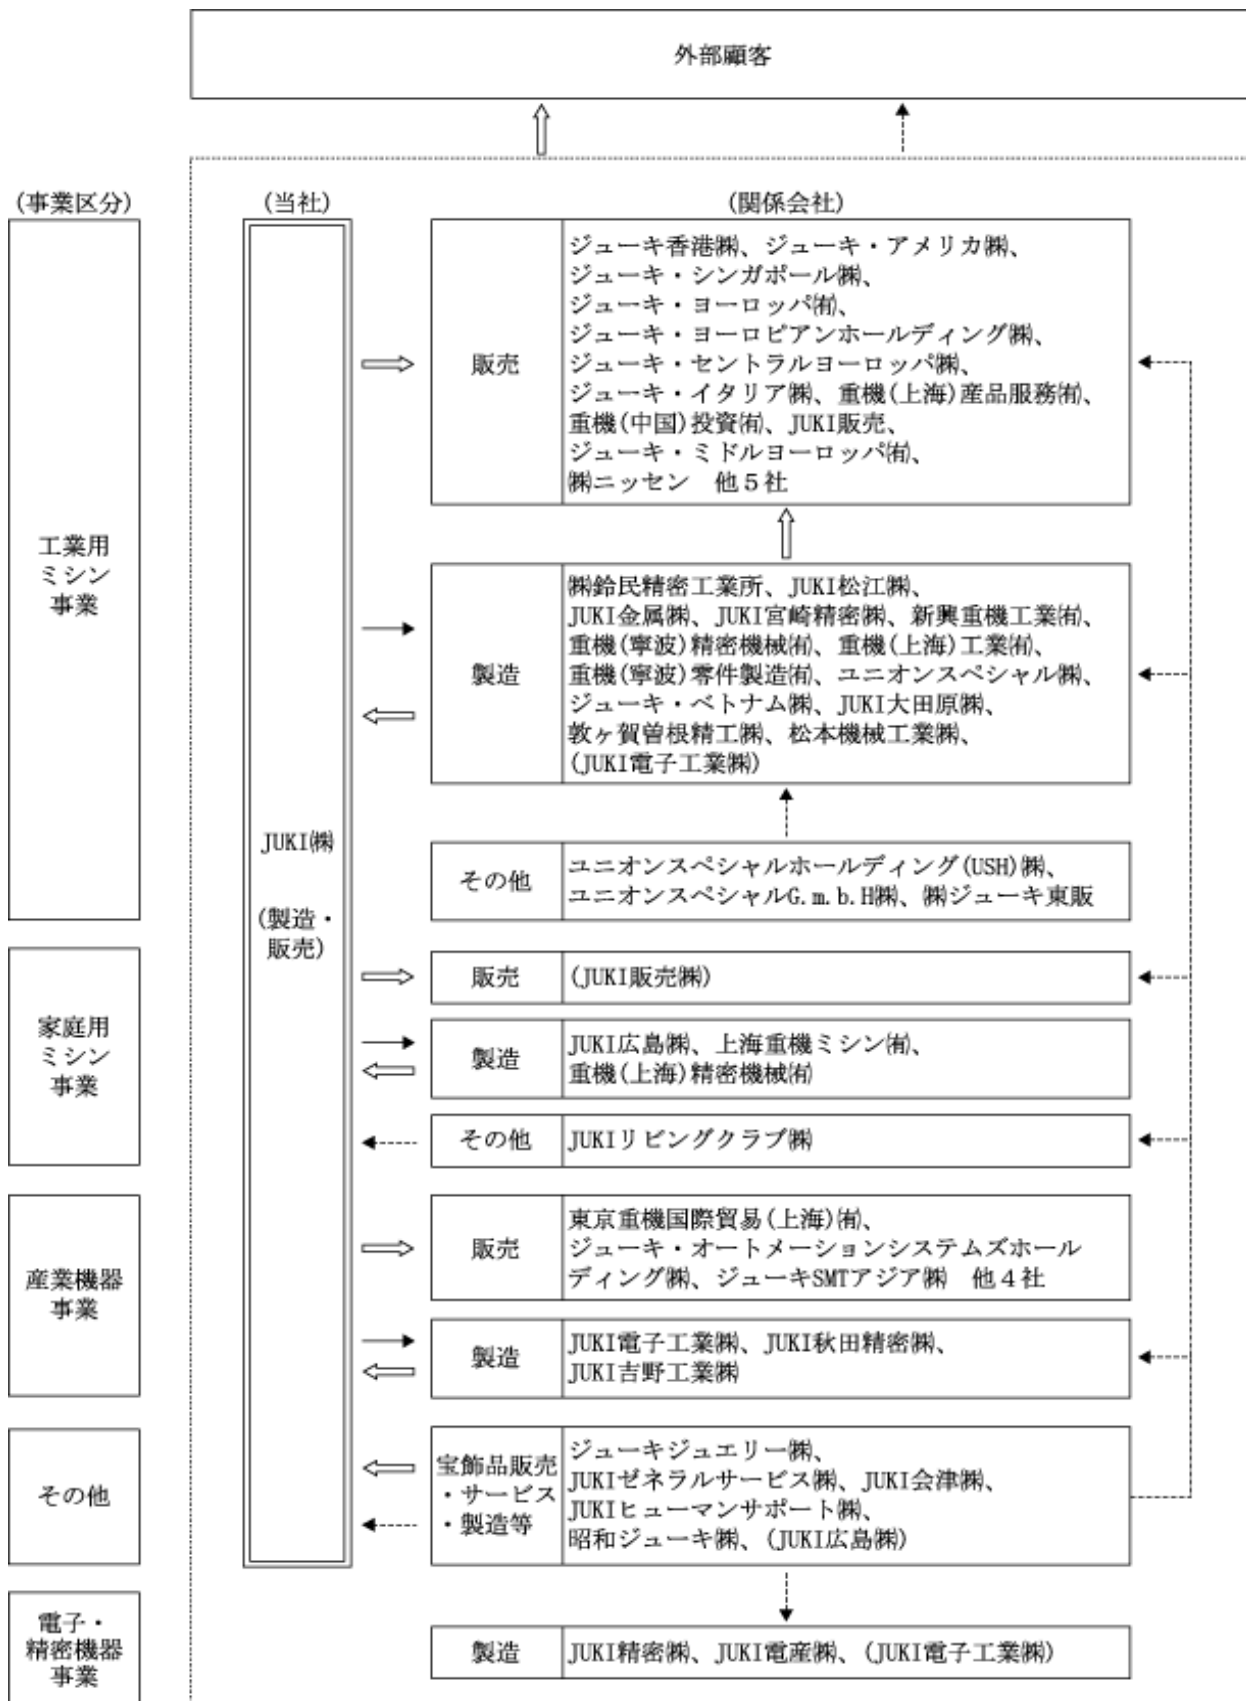 外部顧客
(事業区分)
(当社)
(関係会社)
工業用
ミシン
事業
家庭用
ミシン
事業
産業機器
事業
その他
電子・
精密機器
事業
JUKI㈱
(製造・
販売)
販売
ジューキ香港㈱、ジューキ・アメリカ㈱、
ジューキ・シンガポール㈱、
ジューキ・ヨーロッパ㈲、
ジューキ・ヨーロピアンホールディング㈱、
ジューキ・セントラルヨーロッパ㈱、
ジューキ・イタリア㈱、重機(上海)産品服務㈲、
重機(中国)投資㈲、JUKI販売、
ジューキ・ミドルヨーロッパ㈲、
㈱ニッセン　他５社
製造
㈱鈴民精密工業所、JUKI松江㈱、
JUKI金属㈱、JUKI宮崎精密㈱、新興重機工業㈲、
重機(寧波)精密機械㈲、重機(上海)工業㈲、
重機(寧波)零件製造㈲、ユニオンスペシャル㈱、
ジューキ・ベトナム㈱、JUKI大田原㈱、
敦ヶ賀曽根精工㈱、松本機械工業㈱、
(JUKI電子工業㈱)
その他
ユニオンスペシャルホールディング(USH)㈱、
ユニオンスペシャルG.m.b.H㈱、㈱ジューキ東販
販売
(JUKI販売㈱)
製造
JUKI広島㈱、上海重機ミシン㈲、
重機(上海)精密機械㈲
その他
JUKIリビングクラブ㈱
販売
東京重機国際貿易(上海)㈲、
ジューキ・オートメーションシステムズホール
ディング㈱、ジューキSMTアジア㈱　他４社
製造
JUKI電子工業㈱、JUKI秋田精密㈱、
JUKI吉野工業㈱
宝飾品販売
・サービス
・製造等
ジューキジュエリー㈱、
JUKIゼネラルサービス㈱、JUKI会津㈱、
JUKIヒューマンサポート㈱、
昭和ジューキ㈱、(JUKI広島㈱)
製造
JUKI精密㈱、JUKI電産㈱、(JUKI電子工業㈱)